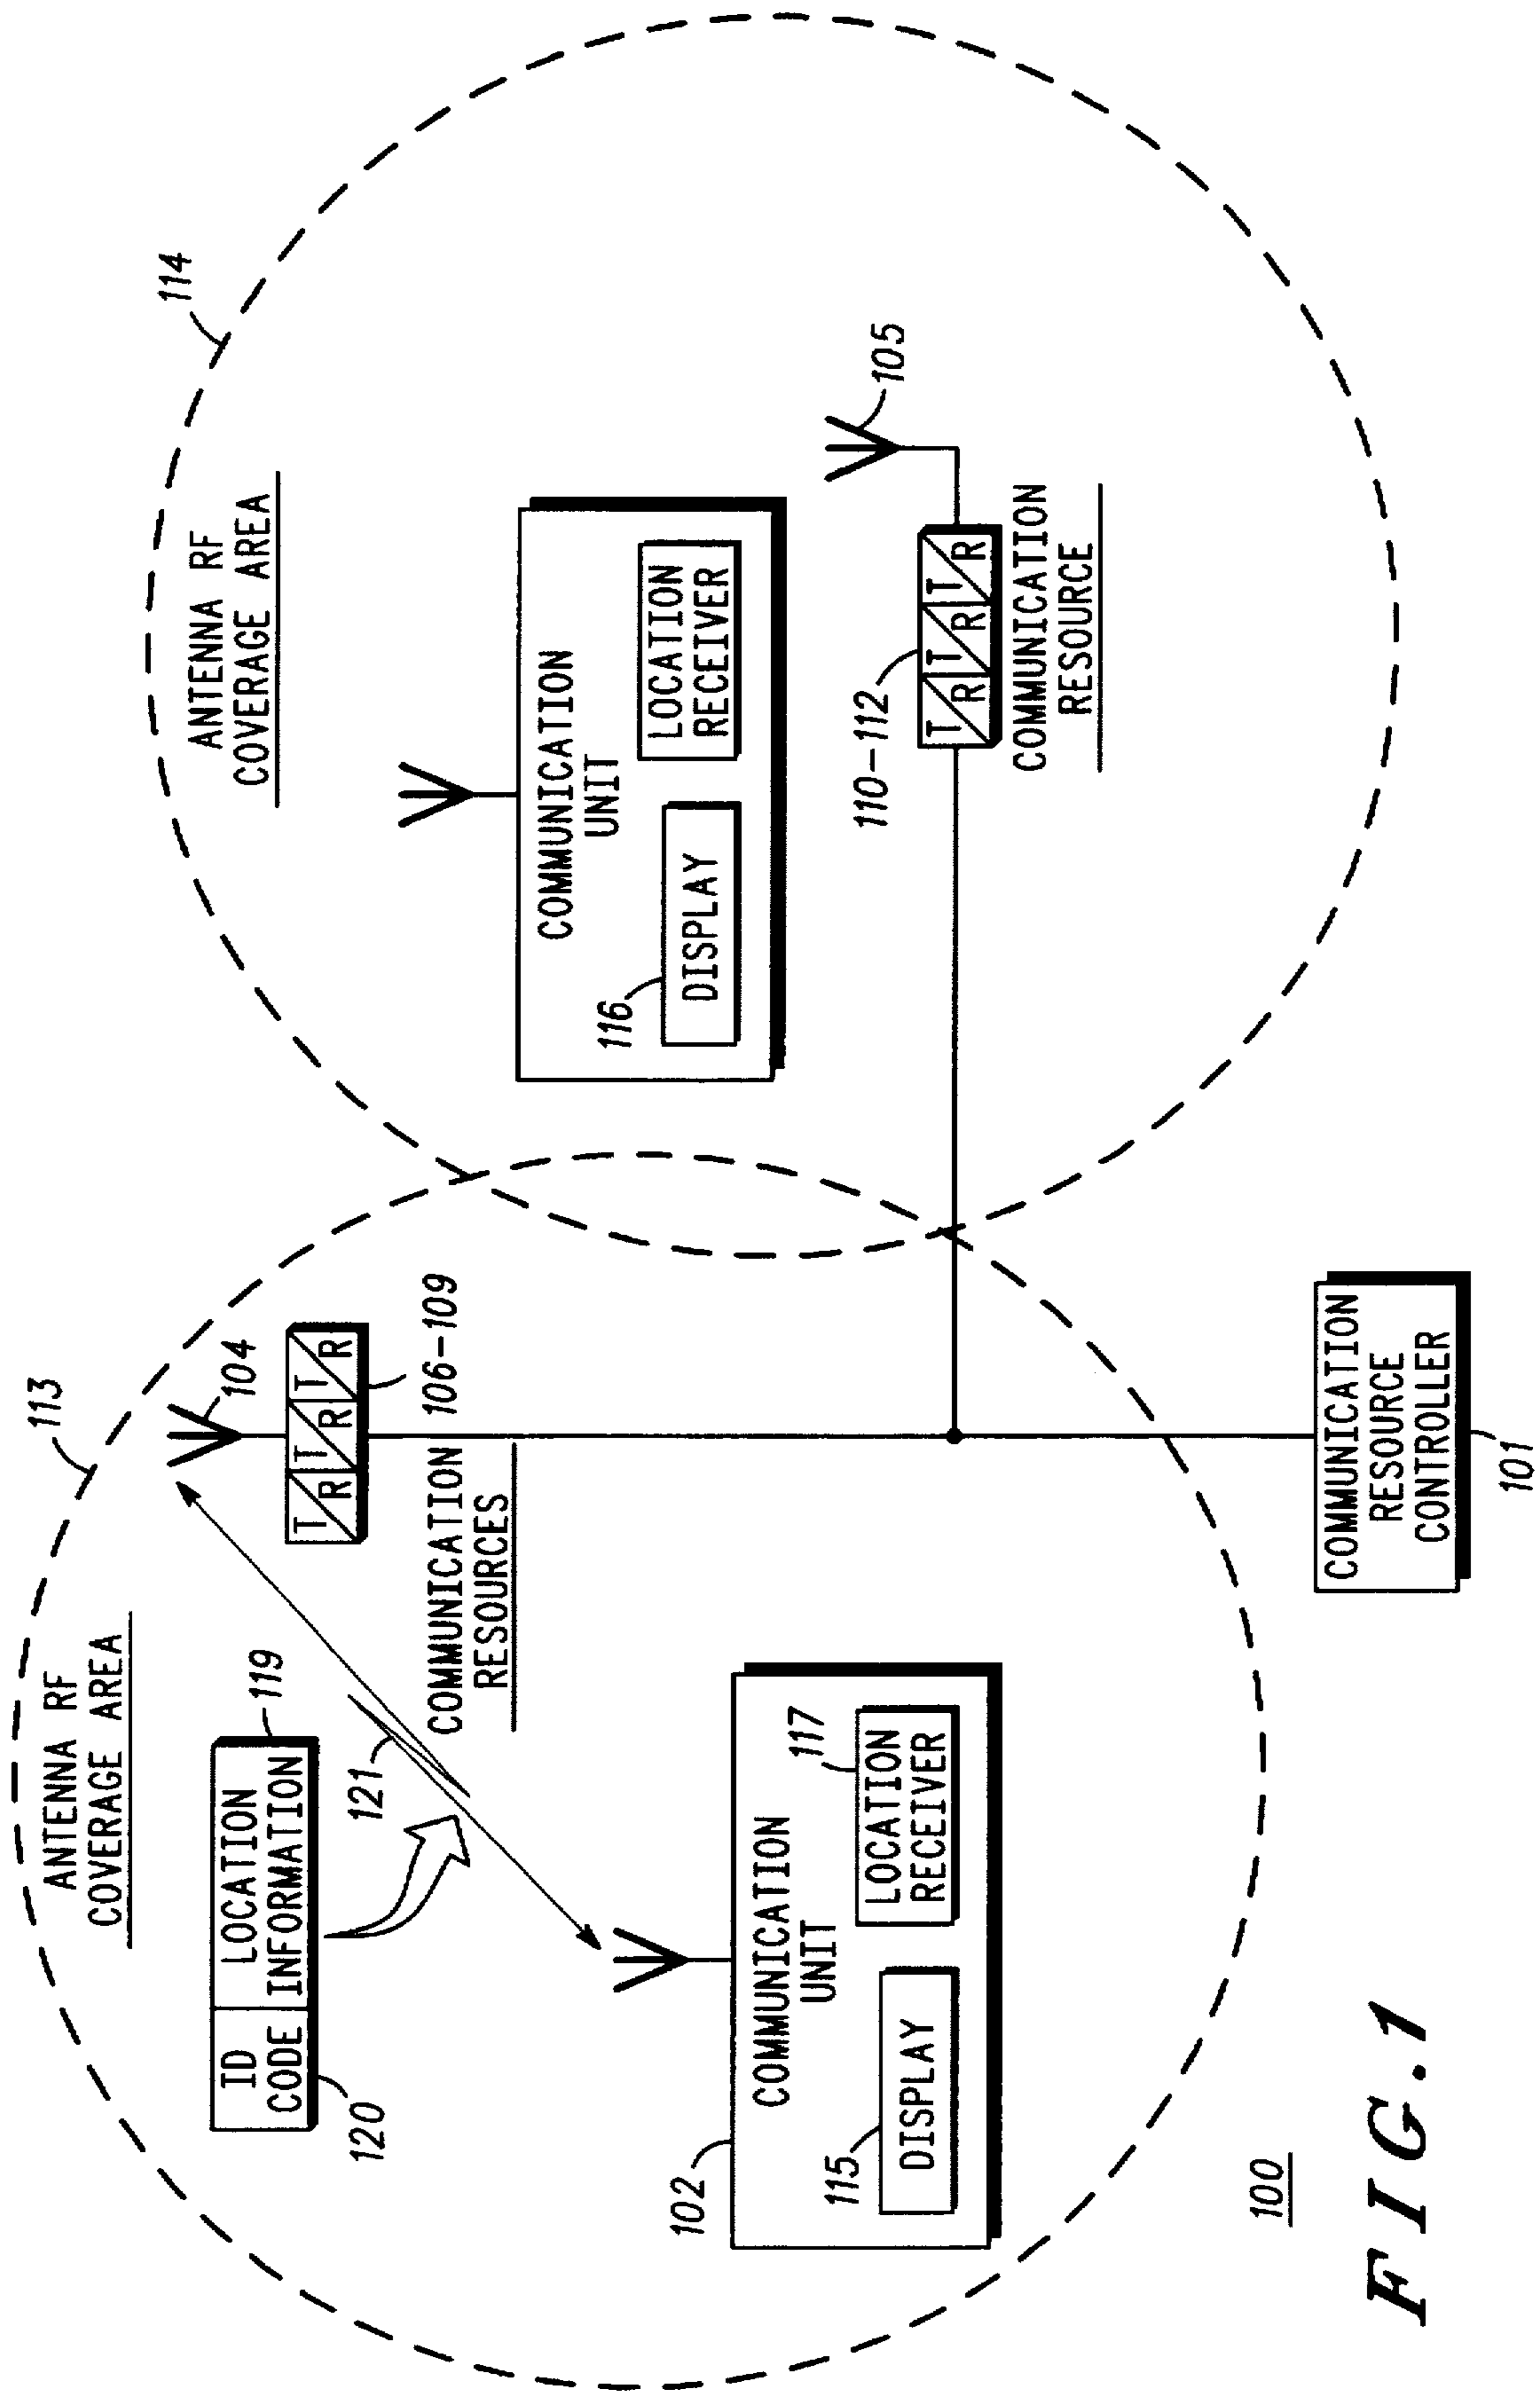 113
ANTENNA RF
COVERAGE AREA
104
ID
CODE
LOCATION
INFORMATION
119
120
T R T R T R
106-109
121
COMMUNICATION
RESOURCES
102
COMMUNICATION
UNIT
115
DISPLAY
117
LOCATION
RECEIVER
114
ANTENNA RF
COVERAGE AREA
COMMUNICATION
UNIT
116
DISPLAY
LOCATION
RECEIVER
105
110-112
T R T R T R
COMMUNICATION
RESOURCE
COMMUNICATION
RESOURCE
CONTROLLER
101
100
FIG.1